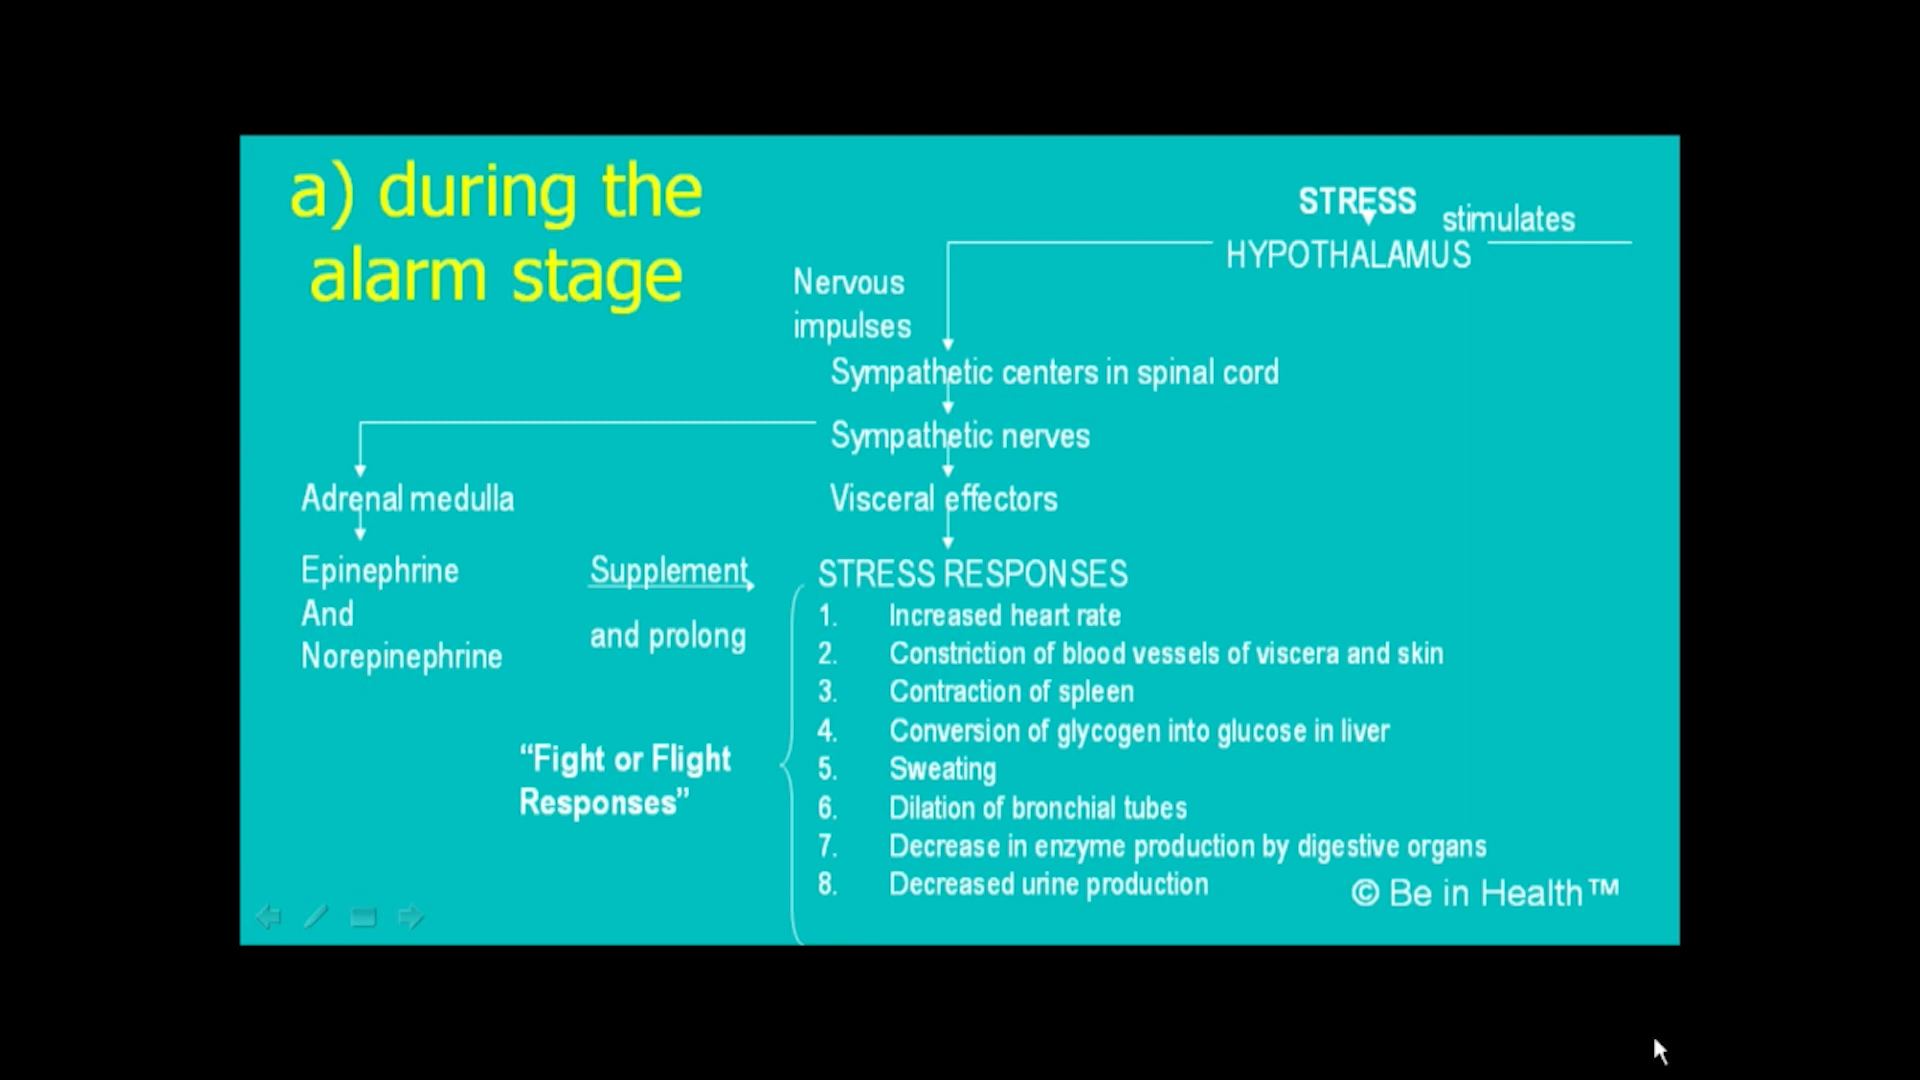 a) during the
alarm stage
STRESS
stimulates
HYPOTHALAMUS
Nervous
impulses
Sympathetic centers in spinal cord
Sympathetic nerves
Adrenal medulla
Visceral effectors
Epinephrine
And
Norepinephrine
Supplement
and prolong
STRESS RESPONSES
1. Increased heart rate
2. Constriction of blood vessels of viscera and skin
3. Contraction of spleen
4. Conversion of glycogen into glucose in liver
5. Sweating
6. Dilation of bronchial tubes
7. Decrease in enzyme production by digestive organs
8. Decreased urine production
“Fight or Flight
Responses”
© Be in Health™